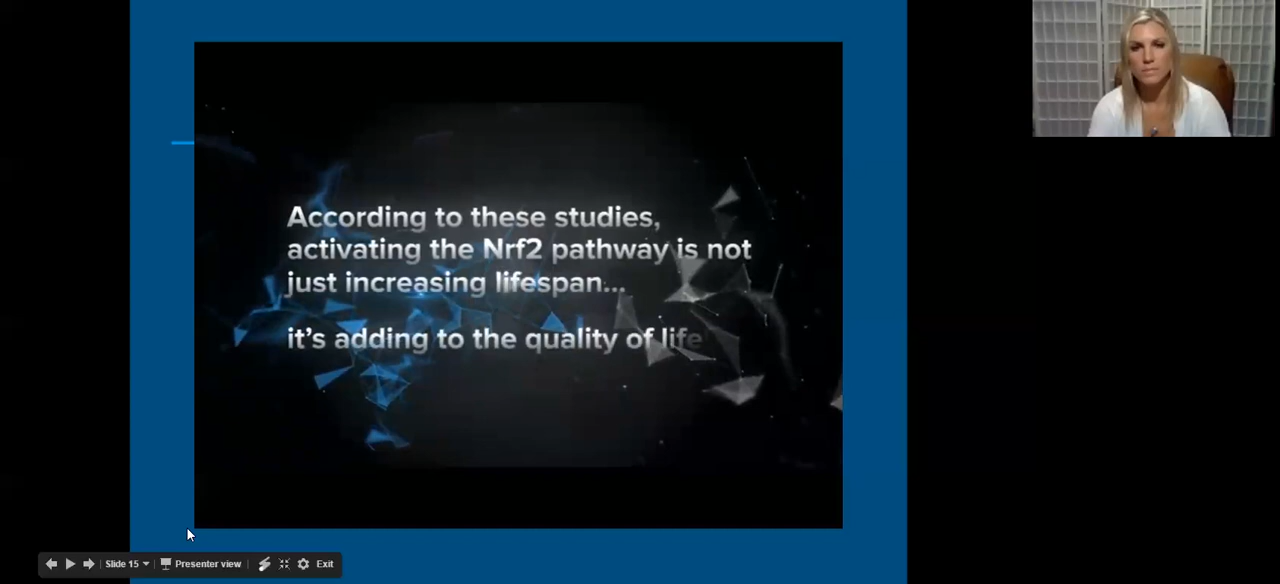 According to these studies,
activating the Nrf2 pathway is not
just increasing lifespan...
it's adding to the quality of life
Slide 15
Presenter view
Exit